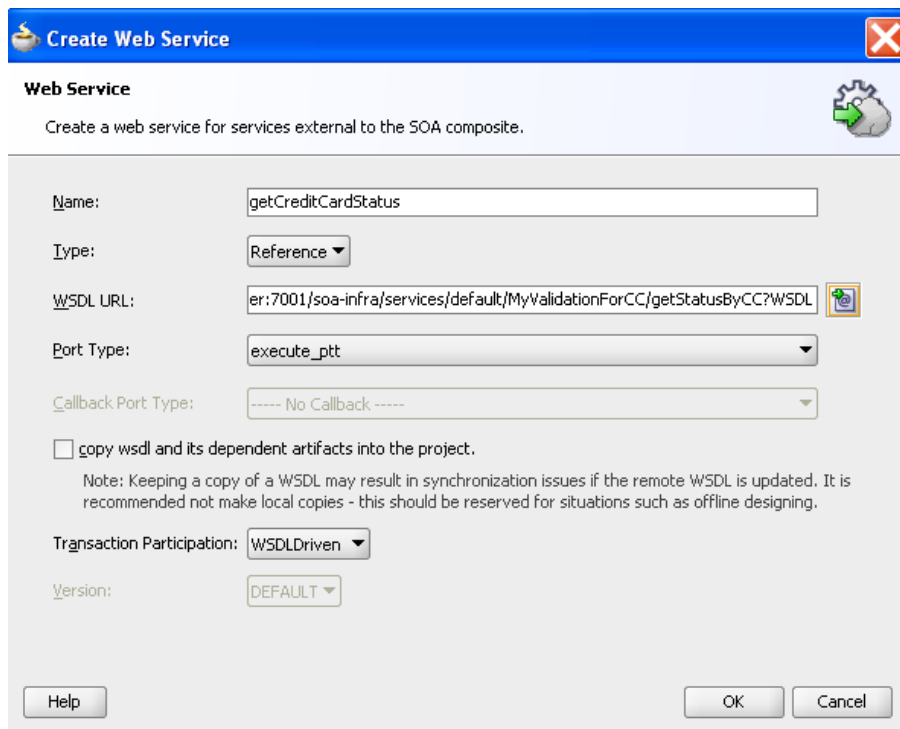 Create Web Service
Web Service
Create a web service for services external to the SOA composite.
Name: getCreditCardStatus
Type: Reference
WSDL URL: er:7001/soa-infra/services/default/MyValidationForCC/getStatusByCC?WSDL
Port Type: execute_ptt
Callback Port Type: ----- No Callback -----
copy wsdl and its dependent artifacts into the project.
Note: Keeping a copy of a WSDL may result in synchronization issues if the remote WSDL is updated. It is
recommended not make local copies - this should be reserved for situations such as offline designing.
Transaction Participation: WSDLDriven
Version: DEFAULT
Help OK Cancel